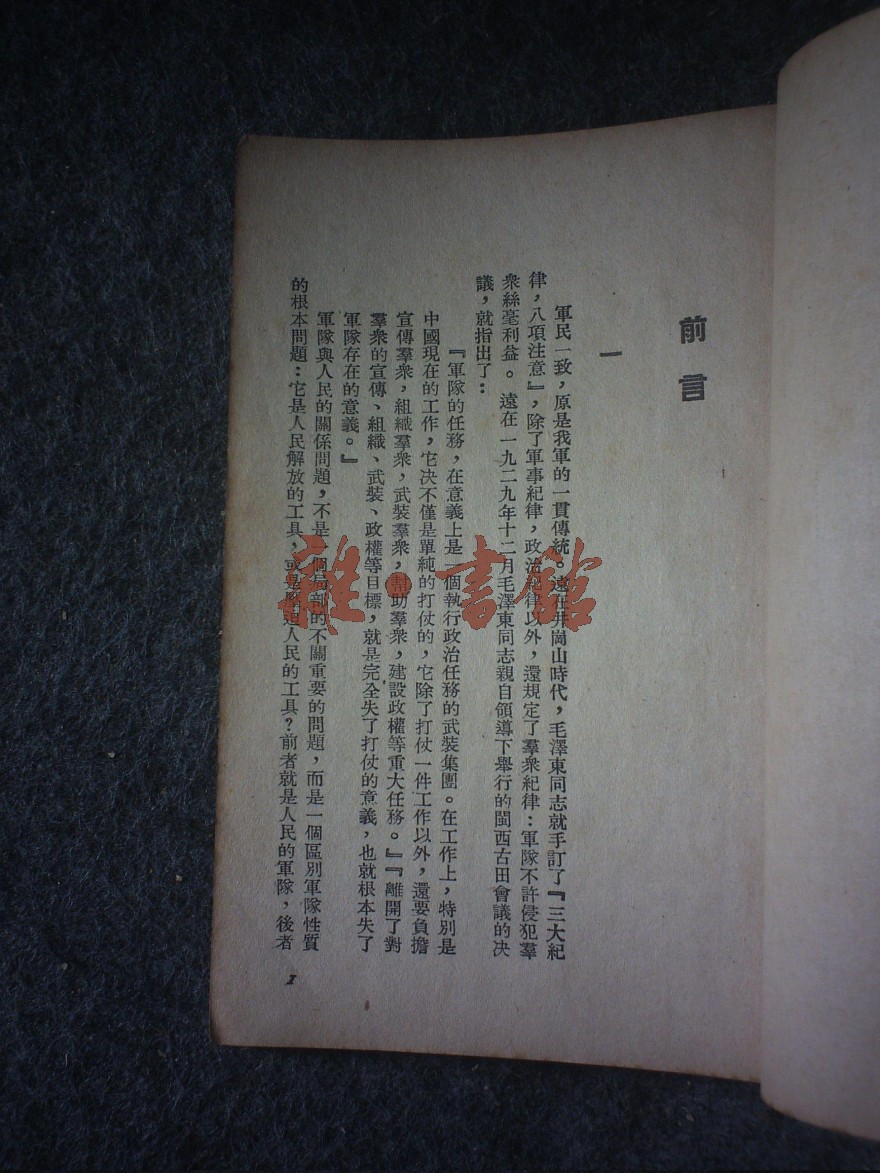 前言
一
軍民一致，原是我軍的一貫傳統。遠在井崗山時代，毛澤東同志就手訂了『三大紀
律，八項注意』，除了軍事紀律，政治紀律以外，還規定了羣衆紀律：軍隊不許侵犯羣
衆絲毫利益。遠在一九二九年十二月毛澤東同志親自領導下舉行的閩西古田會議的决
議，就指出了：
『軍隊的任務，在意義上是一個執行政治任務的武装集團。在工作上，特別是
中國現在的工作，它决不僅是單純的打仗的，它除了打仗一件工作以外，還要負擔
宣傳羣衆，組織羣衆，武装羣衆，幫助羣衆，建設政權等重大任務。』『離開了對
羣衆的宣傳、組織、武装、政權等目標，就是完全失了打仗的意義，也就根本失了
軍隊存在的意義。』
軍隊與人民的關係問題，不是一個局部的不關重要的問題，而是一個區別軍隊性質
的根本問題：它是人民解放的工具，或是壓迫人民的工具？前者就是人民的軍隊，後者
1
雜·書館